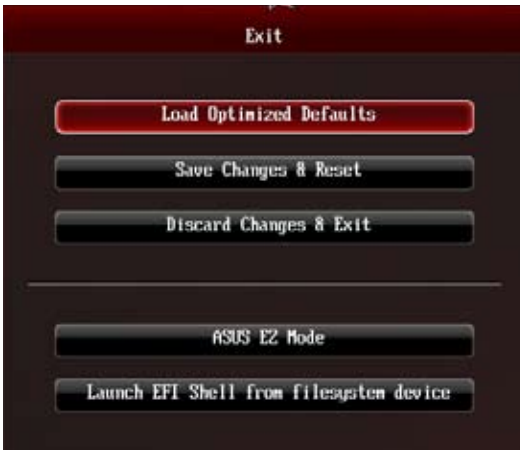 Exit
Load Optimized Defaults
Save Changes & Reset
Discard Changes & Exit
ASUS EZ Mode
Launch EFI Shell from filesystem device